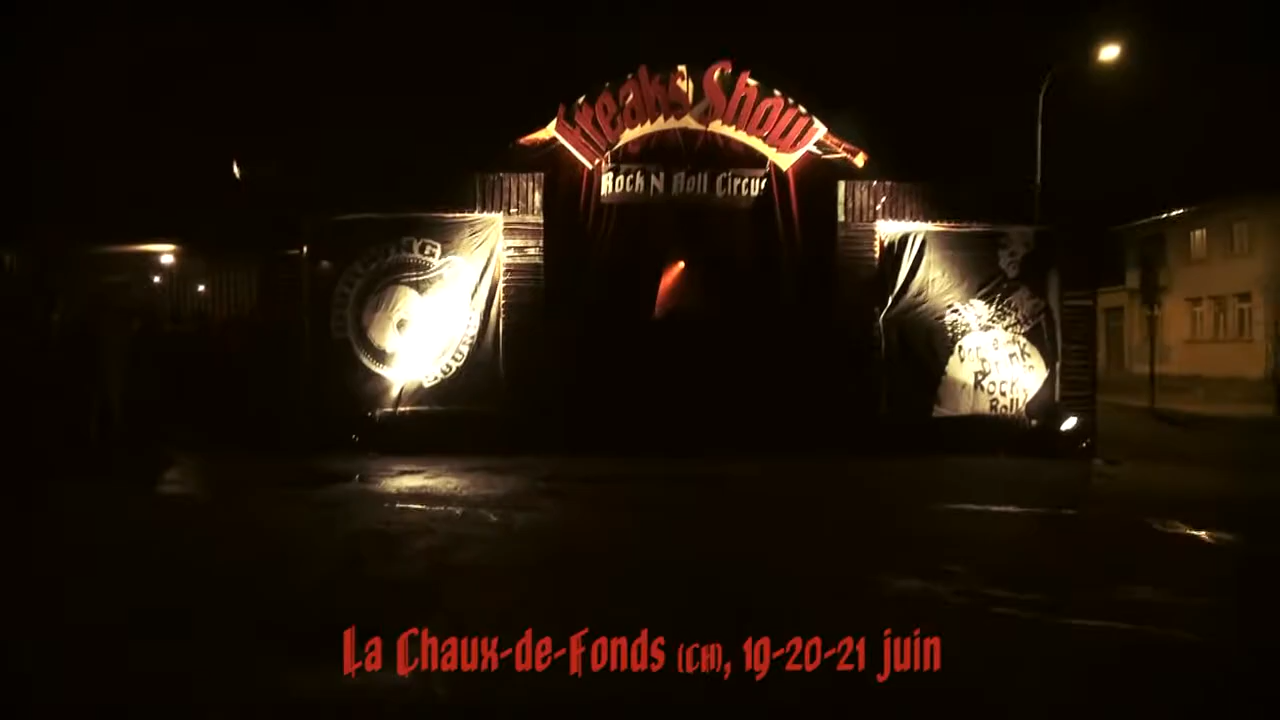 Freaks Show
Rock N Roll Circus
Rock
Roll
La Chaux-de-Fonds (CH), 19-20-21 juin